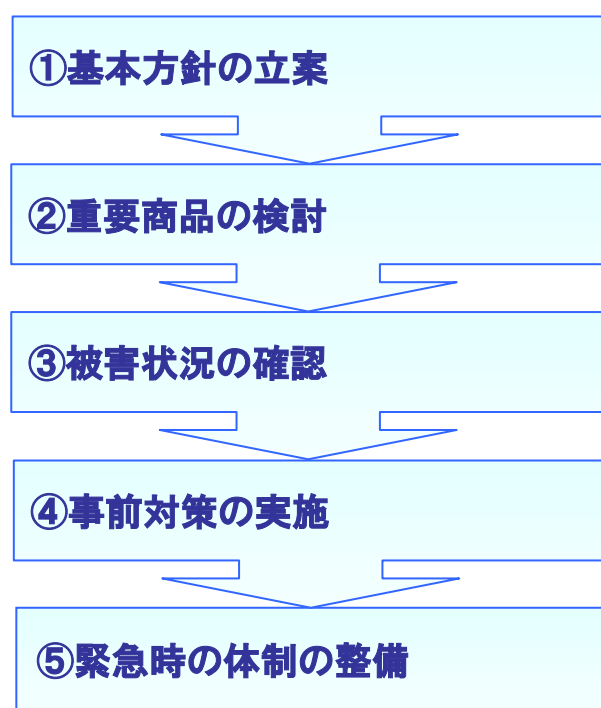 ①基本方針の立案
②重要商品の検討
③被害状況の確認
④事前対策の実施
⑤緊急時の体制の整備